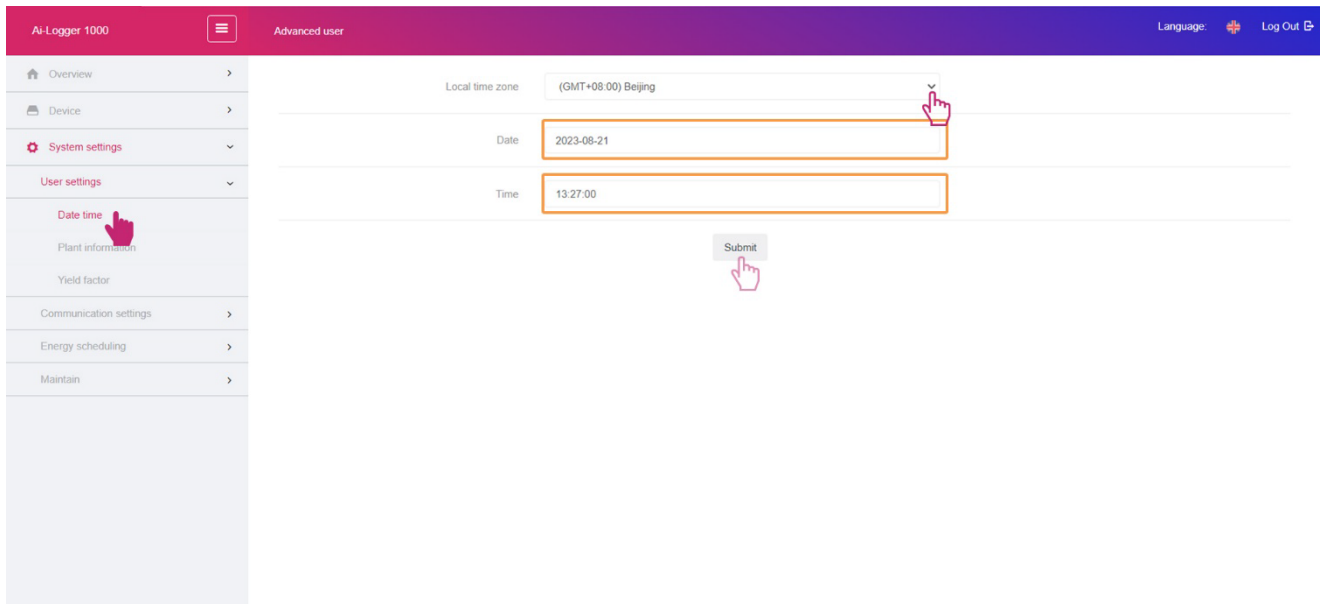 Ai-Logger 1000
Advanced user
Language:
Log Out
Overview
Device
System settings
User settings
Date time
Plant information
Yield factor
Communication settings
Energy scheduling
Maintain
Local time zone
(GMT+08:00) Beijing
Date
2023-08-21
Time
13:27:00
Submit